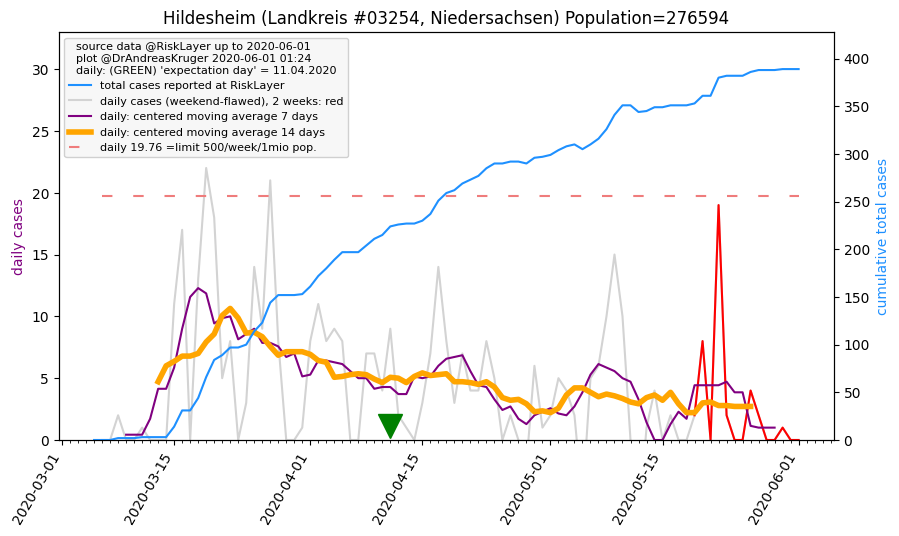 Hildesheim (Landkreis #03254, Niedersachsen) Population=276594
source data @RiskLayer up to 2020-06-01
plot @DrAndreasKruger 2020-06-01 01:24
daily: (GREEN) 'expectation day' = 11.04.2020
total cases reported at RiskLayer
daily cases (weekend-flawed), 2 weeks: red
daily: centered moving average 7 days
daily: centered moving average 14 days
daily 19.76 =limit 500/week/1mio pop.
daily cases
30
25
20
15
10
5
0
cumulative total cases
400
350
300
250
200
150
100
50
0
2020-03-01
2020-03-15
2020-04-01
2020-04-15
2020-05-01
2020-05-15
2020-06-01